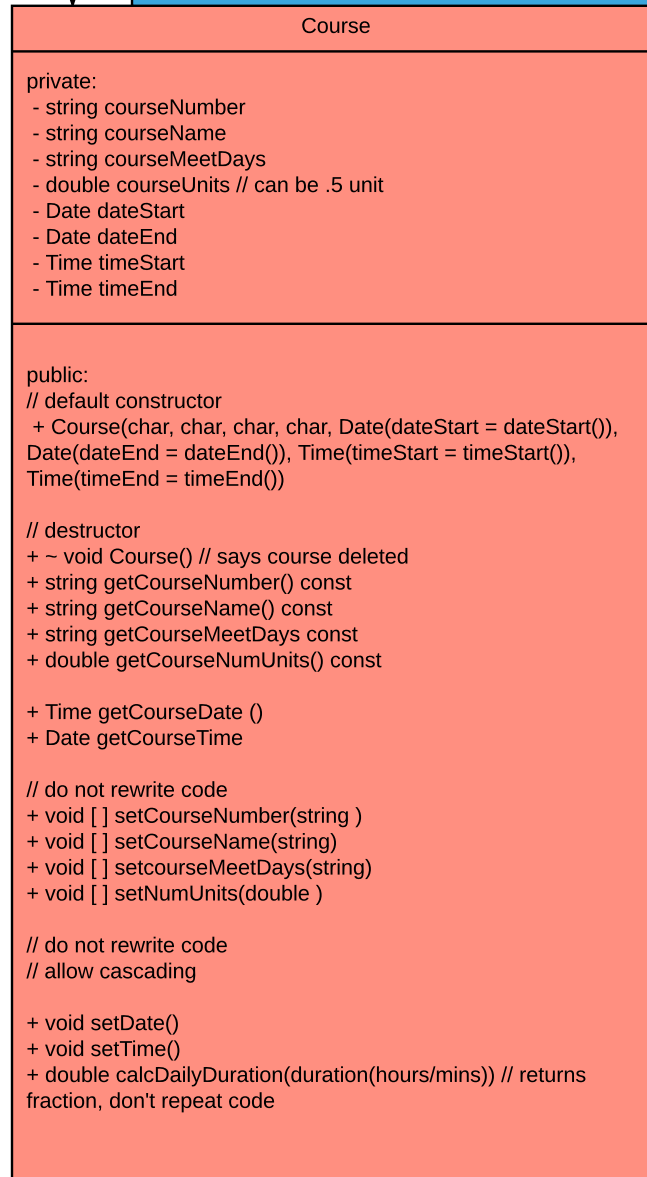 Course
private:
- string courseNumber
- string courseName
- string courseMeetDays
- double courseUnits // can be .5 unit
- Date dateStart
- Date dateEnd
- Time timeStart
- Time timeEnd
public:
// default constructor
+ Course(char, char, char, char, Date(dateStart = dateStart()),
Date(dateEnd = dateEnd()), Time(timeStart = timeStart()),
Time(timeEnd = timeEnd())
// destructor
+ ~ void Course() // says course deleted
+ string getCourseNumber() const
+ string getCourseName() const
+ string getCourseMeetDays const
+ double getCourseNumUnits() const
+ Time getCourseDate ()
+ Date getCourseTime
// do not rewrite code
+ void [ ] setCourseNumber(string )
+ void [ ] setCourseName(string)
+ void [ ] setcourseMeetDays(string)
+ void [ ] setNumUnits(double )
// do not rewrite code
// allow cascading
+ void setDate()
+ void setTime()
+ double calcDailyDuration(duration(hours/mins)) // returns
fraction, don't repeat code